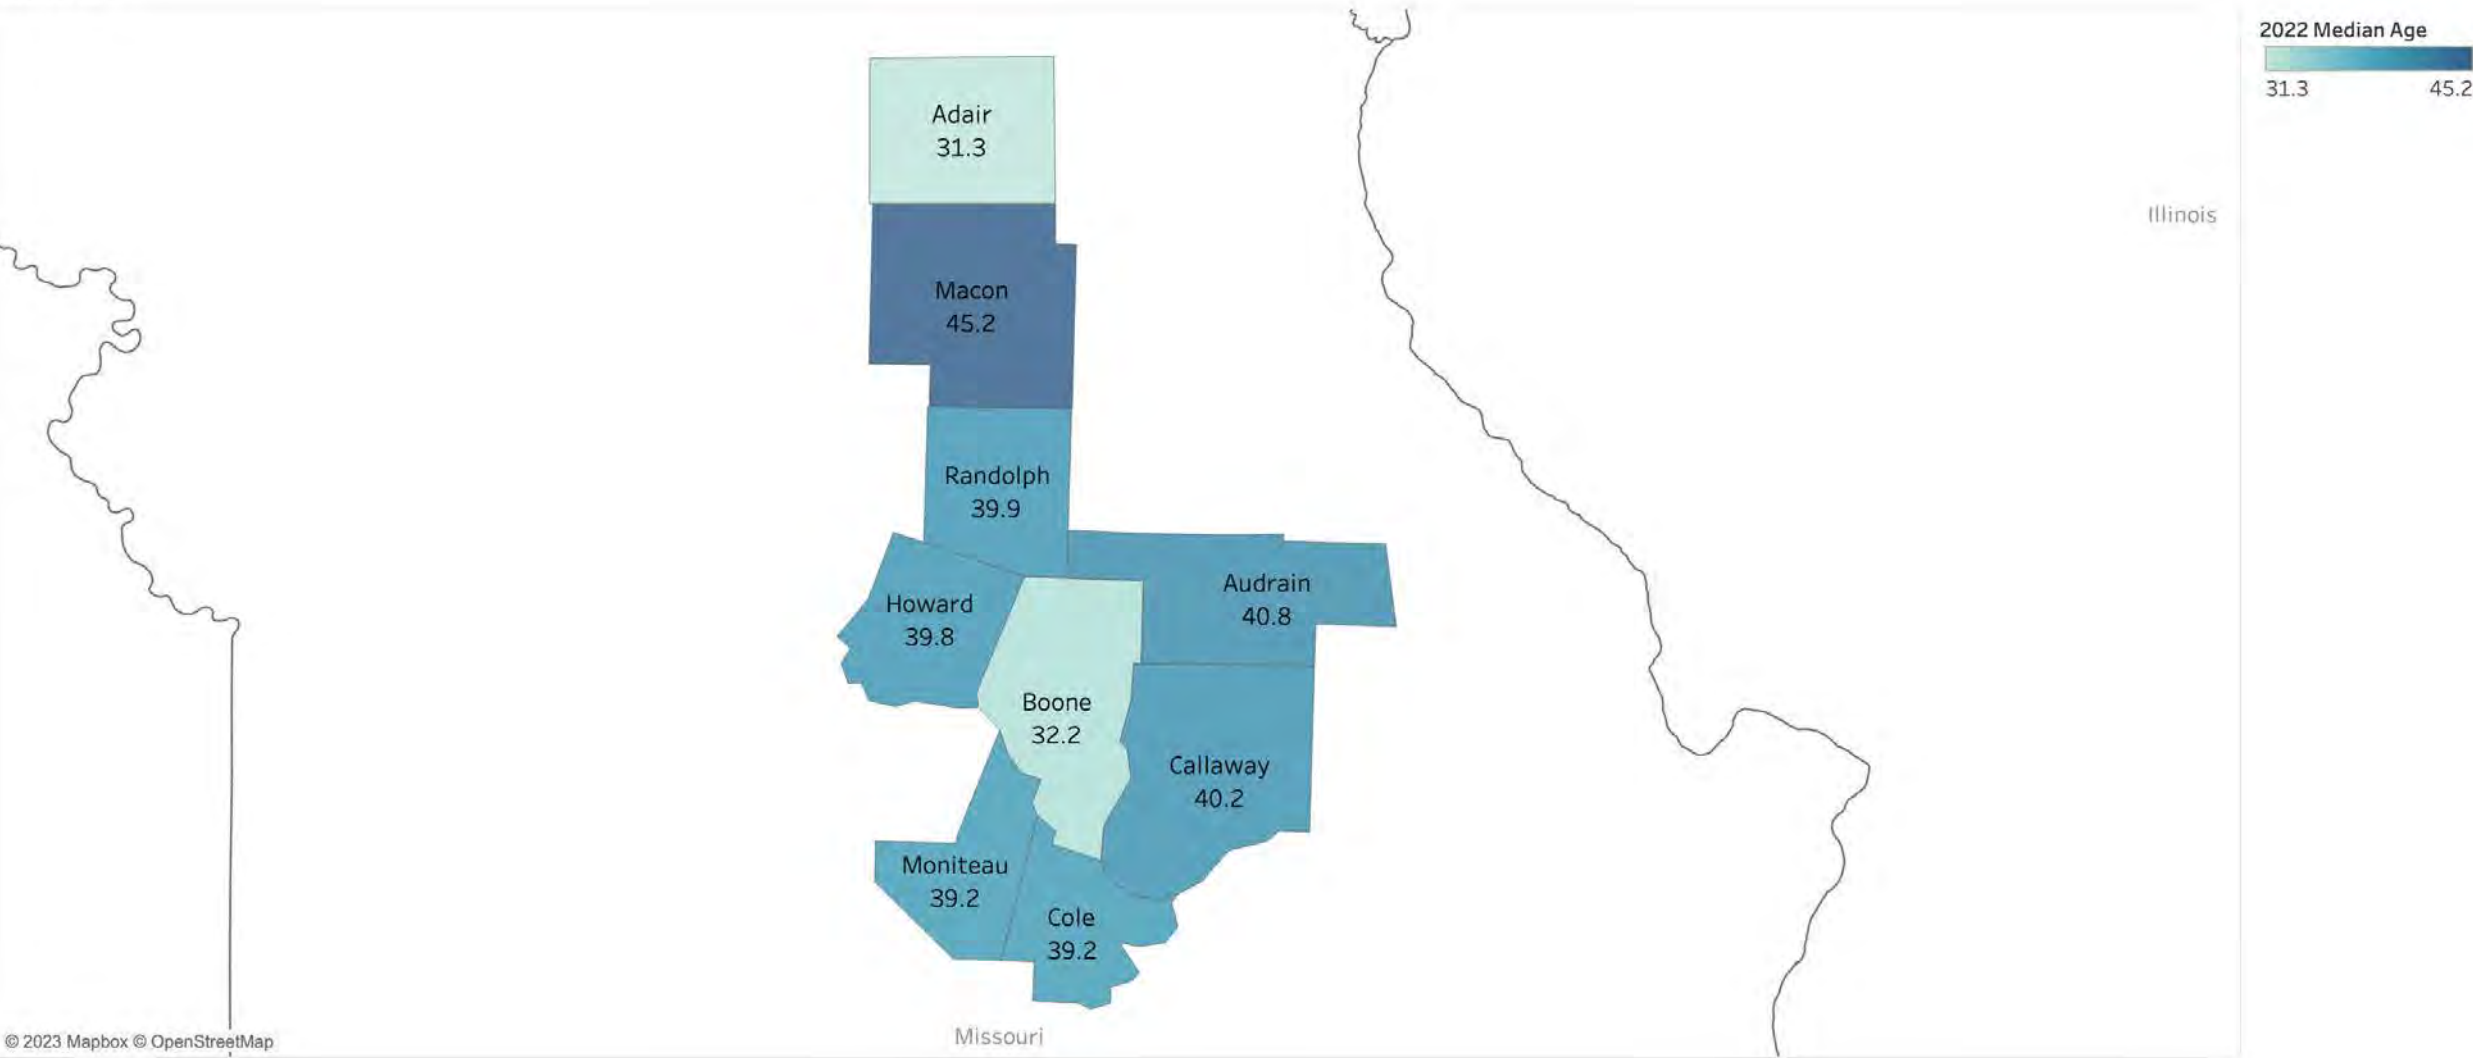 2022 Median Age
31.3
45.2
Adair
31.3
Illinois
Macon
45.2
Randolph
39.9
Audrain
40.8
Howard
39.8
Boone
32.2
Callaway
40.2
Moniteau
39.2
Cole
39.2
Missouri
© 2023 Mapbox © OpenStreetMap